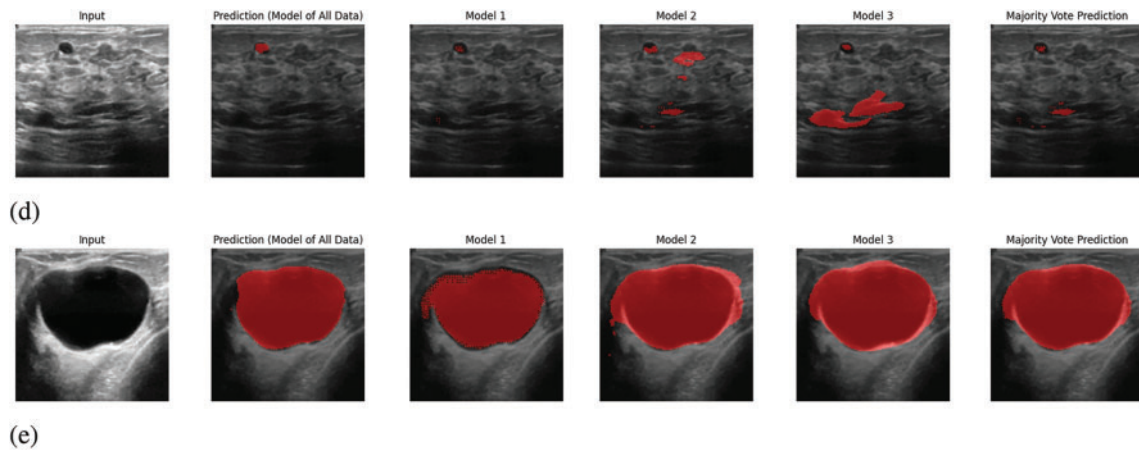 Input Prediction (Model of All Data) Model 1 Model 2 Model 3 Majority Vote Prediction
(d)
Input Prediction (Model of All Data) Model 1 Model 2 Model 3 Majority Vote Prediction
(e)